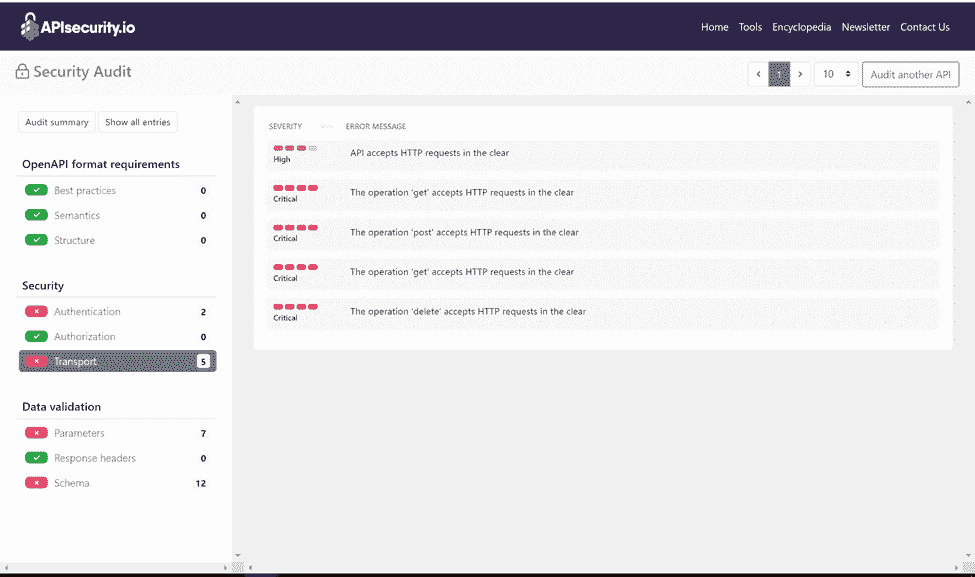 APIsecurity.io
Home Tools Encyclopedia Newsletter Contact Us
Security Audit
‹ 1 › 10 Audit another API
Audit summary Show all entries
OpenAPI format requirements
Best practices 0
Semantics 0
Structure 0
Security
Authentication 2
Authorization 0
Transport 5
Data validation
Parameters 7
Response headers 0
Schema 12
SEVERITY ERROR MESSAGE
High API accepts HTTP requests in the clear
Critical The operation 'get' accepts HTTP requests in the clear
Critical The operation 'post' accepts HTTP requests in the clear
Critical The operation 'get' accepts HTTP requests in the clear
Critical The operation 'delete' accepts HTTP requests in the clear